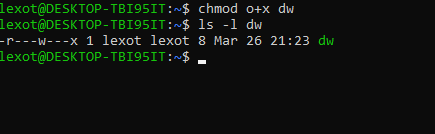 lexot@DESKTOP-TBI95IT:~$ chmod o+x dw
lexot@DESKTOP-TBI95IT:~$ ls -l dw
-r---w---x 1 lexot lexot 8 Mar 26 21:23 dw
lexot@DESKTOP-TBI95IT:~$